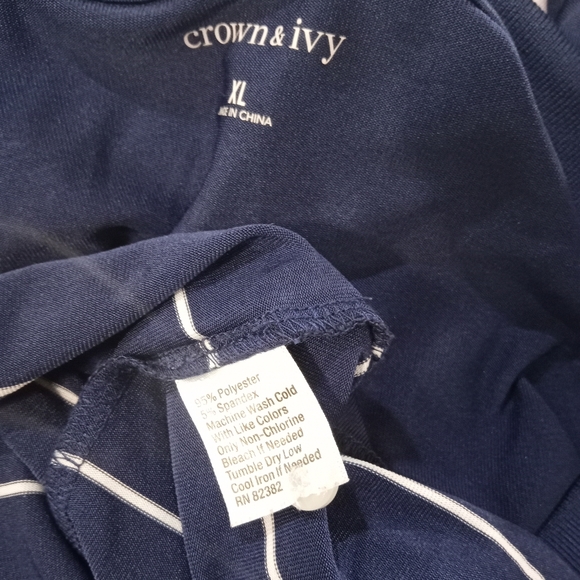 crown & ivy
XL
MADE IN CHINA
95% Polyester
5% Spandex
Machine Wash Cold
With Like Colors
Only Non-Chlorine
Bleach If Needed
Tumble Dry Low
Cool Iron If Needed
RN 82382